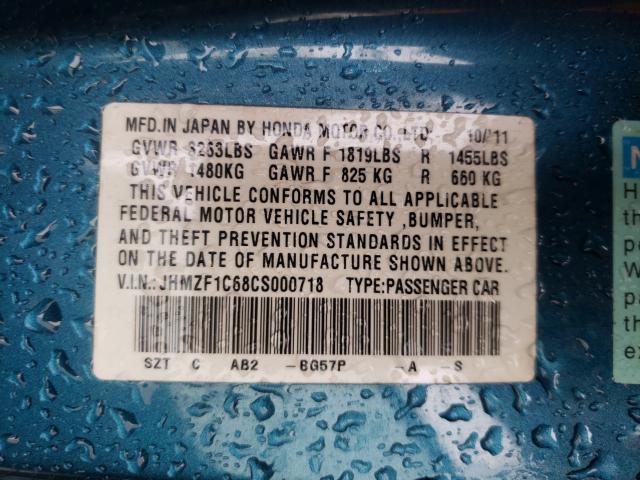 MFD.IN JAPAN BY HONDA MOTOR CO.,LTD. 10/11
GVWR 3263LBS GAWR F 1819LBS R 1455LBS
GVWR 1480KG GAWR F 825 KG R 660 KG
THIS VEHICLE CONFORMS TO ALL APPLICABLE
FEDERAL MOTOR VEHICLE SAFETY ,BUMPER,
AND THEFT PREVENTION STANDARDS IN EFFECT
ON THE DATE OF MANUFACTURE SHOWN ABOVE.
V.I.N.: JHMZF1C68CS000718 TYPE:PASSENGER CAR
SZT C AB2 -BG57P -A -S